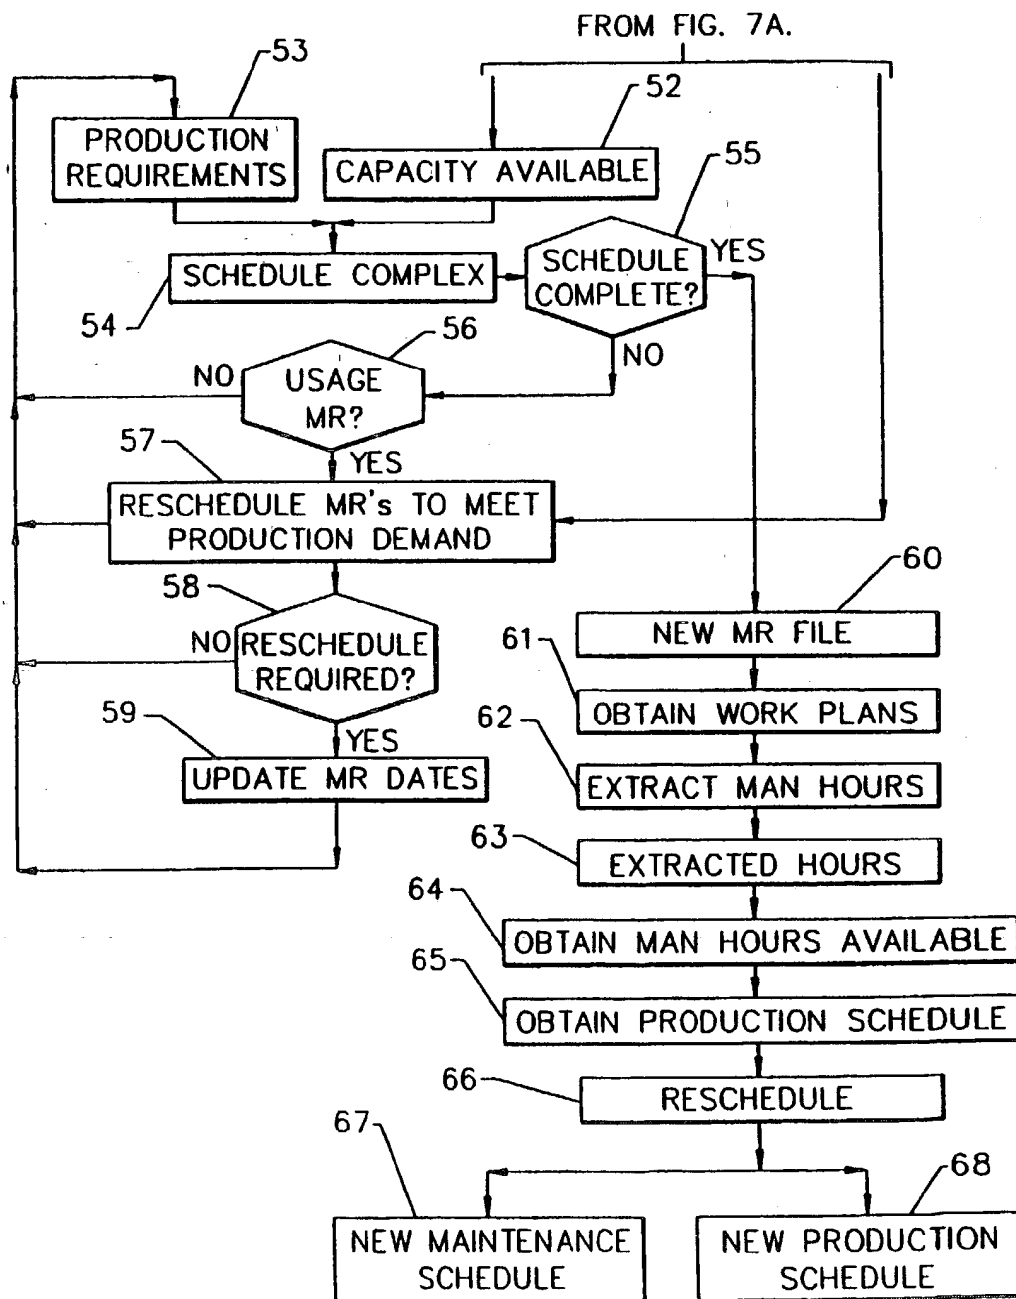 FROM FIG. 7A.
53
52
PRODUCTION
REQUIREMENTS
CAPACITY AVAILABLE
55
SCHEDULE COMPLEX
54
SCHEDULE
COMPLETE?
YES
NO
56
USAGE
MR?
NO
YES
57
RESCHEDULE MR's TO MEET
PRODUCTION DEMAND
58
RESCHEDULE
REQUIRED?
NO
YES
59
UPDATE MR DATES
60
NEW MR FILE
61
OBTAIN WORK PLANS
62
EXTRACT MAN HOURS
63
EXTRACTED HOURS
64
OBTAIN MAN HOURS AVAILABLE
65
OBTAIN PRODUCTION SCHEDULE
66
RESCHEDULE
67
NEW MAINTENANCE
SCHEDULE
68
NEW PRODUCTION
SCHEDULE